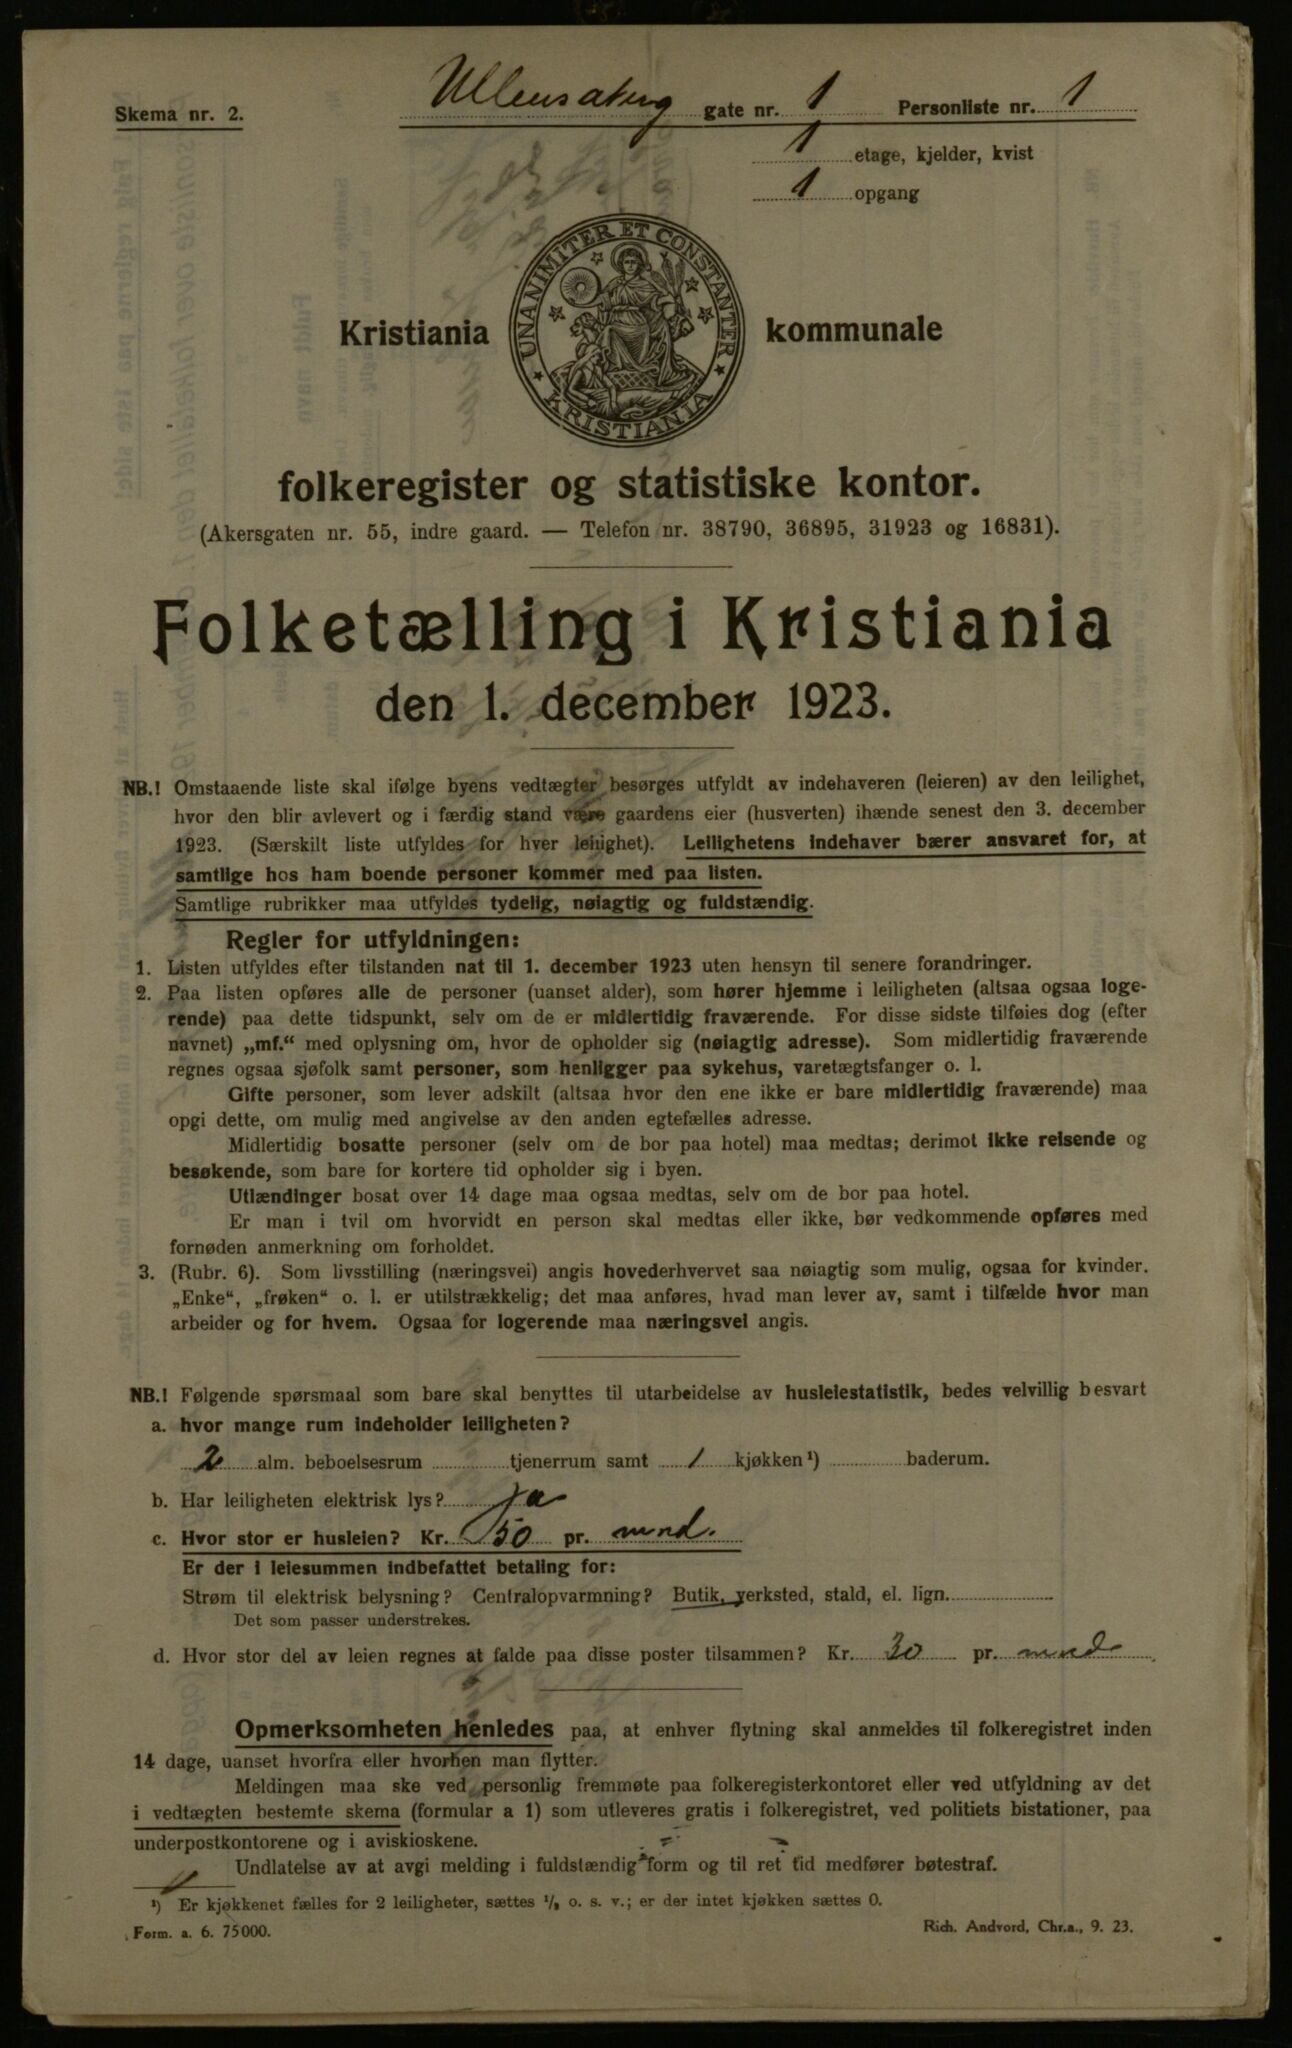 Skema nr. 2.
Ullensakerg gate nr. 1 Personliste nr. 1
1 etage, kjelder, kvist
1 opgang
UNANIMITER ET CONSTANTER
KRISTIANIA
Kristiania kommunale
folkeregister og statistiske kontor.
(Akersgaten nr. 55, indre gaard. — Telefon nr. 38790, 36895, 31923 og 16831).
Folketælling i Kristiania
den 1. december 1923.
NB.! Omstaaende liste skal ifølge byens vedtægter besørges utfyldt av indehaveren (leieren) av den leilighet,
hvor den blir avlevert og i færdig stand være gaardens eier (husverten) ihænde senest den 3. december
1923. (Særskilt liste utfyldes for hver leilighet). Leilighetens indehaver bærer ansvaret for, at
samtlige hos ham boende personer kommer med paa listen.
Samtlige rubrikker maa utfyldes tydelig, nøiagtig og fuldstændig.
Regler for utfyldningen:
1. Listen utfyldes efter tilstanden nat til 1. december 1923 uten hensyn til senere forandringer.
2. Paa listen opføres alle de personer (uanset alder), som hører hjemme i leiligheten (altsaa ogsaa loge-
rende) paa dette tidspunkt, selv om de er midlertidig fraværende. For disse sidste tilføies dog (efter
navnet) „mf.“ med oplysning om, hvor de opholder sig (nøiagtig adresse). Som midlertidig fraværende
regnes ogsaa sjøfolk samt personer, som henligger paa sykehus, varetægtsfanger o. l.
Gifte personer, som lever adskilt (altsaa hvor den ene ikke er bare midlertidig fraværende) maa
opgi dette, om mulig med angivelse av den anden egtefælles adresse.
Midlertidig bosatte personer (selv om de bor paa hotel) maa medtas; derimot ikke reisende og
besøkende, som bare for kortere tid opholder sig i byen.
Utlændinger bosat over 14 dage maa ogsaa medtas, selv om de bor paa hotel.
Er man i tvil om hvorvidt en person skal medtas eller ikke, bør vedkommende opføres med
fornøden anmerkning om forholdet.
3. (Rubr. 6). Som livsstilling (næringsvei) angis hovederhvervet saa nøiagtig som mulig, ogsaa for kvinder.
„Enke“, „frøken“ o. l. er utilstrækkelig; det maa anføres, hvad man lever av, samt i tilfælde hvor man
arbeider og for hvem. Ogsaa for logerende maa næringsvei angis.
NB.! Følgende spørsmaal som bare skal benyttes til utarbeidelse av husleiestatistik, bedes velvillig besvart
a. hvor mange rum indeholder leiligheten?
2 alm. beboelsesrum tjenerrum samt 1 kjøkken ¹) baderum.
b. Har leiligheten elektrisk lys? Ja
c. Hvor stor er husleien? Kr. 50 pr. mnd.
Er der i leiesummen indbefattet betaling for:
Strøm til elektrisk belysning? Centralopvarmning? Butik, verksted, stald, el. lign.
Det som passer understrekes.
d. Hvor stor del av leien regnes at falde paa disse poster tilsammen? Kr. 30 pr. mnd
Opmerksomheten henledes paa, at enhver flytning skal anmeldes til folkeregistret inden
14 dage, uanset hvorfra eller hvorhen man flytter.
Meldingen maa ske ved personlig fremmøte paa folkeregisterkontoret eller ved utfyldning av det
i vedtægten bestemte skema (formular a 1) som utleveres gratis i folkeregistret, ved politiets bistationer, paa
underpostkontorene og i aviskioskene.
Undlatelse av at avgi melding i fuldstændig form og til ret tid medfører bøtestraf.
¹) Er kjøkkenet fælles for 2 leiligheter, sættes ½ o. s. v.; er der intet kjøkken sættes 0.
Form. a. 6. 75000. Rich. Andvord, Chr.a., 9. 23.